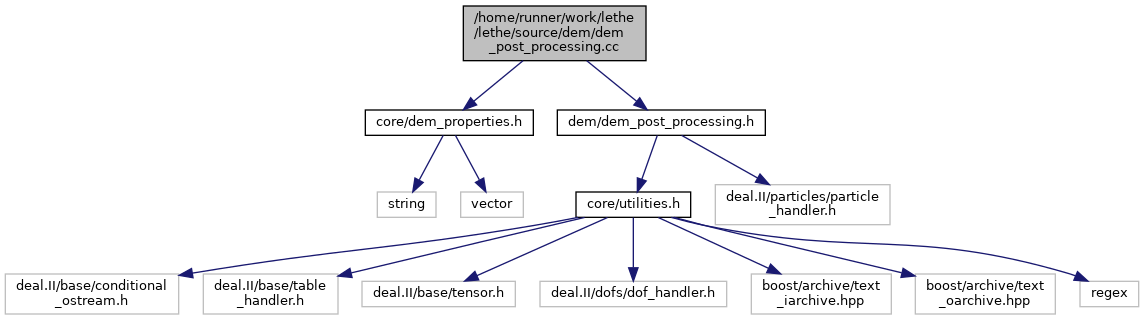 /home/runner/work/lethe
/lethe/source/dem/dem
_post_processing.cc
core/dem_properties.h
dem/dem_post_processing.h
string
vector
core/utilities.h
deal.II/particles/particle
_handler.h
deal.II/base/conditional
_ostream.h
deal.II/base/table
_handler.h
deal.II/base/tensor.h
deal.II/dofs/dof_handler.h
boost/archive/text
_iarchive.hpp
boost/archive/text
_oarchive.hpp
regex